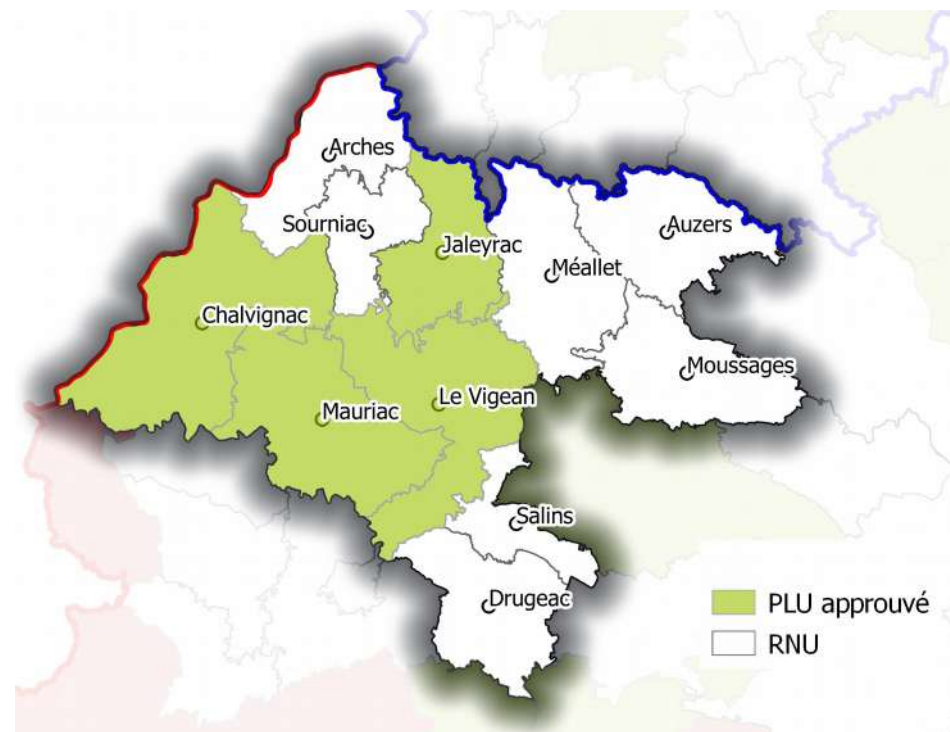 Arches
Sourniac
Auzers
Jaleyrac
Méallet
Chalvignac
Moussages
Le Vigean
Mauriac
Salins
Drugeac
PLU approuvé
RNU